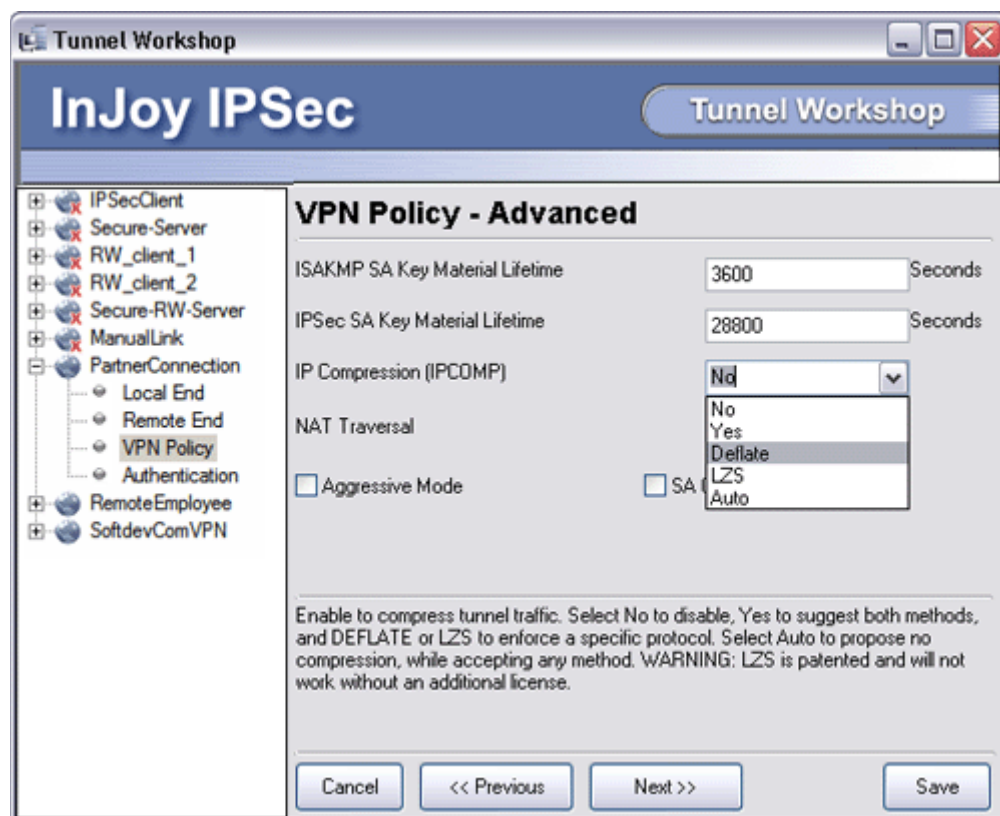 Tunnel Workshop
InJoy IPSec
Tunnel Workshop
IPSecClient
Secure-Server
RW_client_1
RW_client_2
Secure-RW-Server
ManualLink
PartnerConnection
Local End
Remote End
VPN Policy
Authentication
RemoteEmployee
SoftdevComVPN
VPN Policy - Advanced
ISAKMP SA Key Material Lifetime 3600 Seconds
IPSec SA Key Material Lifetime 28800 Seconds
IP Compression (IPCOMP) No
No
Yes
Deflate
LZS
Auto
NAT Traversal
Aggressive Mode SA
Enable to compress tunnel traffic. Select No to disable, Yes to suggest both methods,
and DEFLATE or LZS to enforce a specific protocol. Select Auto to propose no
compression, while accepting any method. WARNING: LZS is patented and will not
work without an additional license.
Cancel << Previous Next >> Save